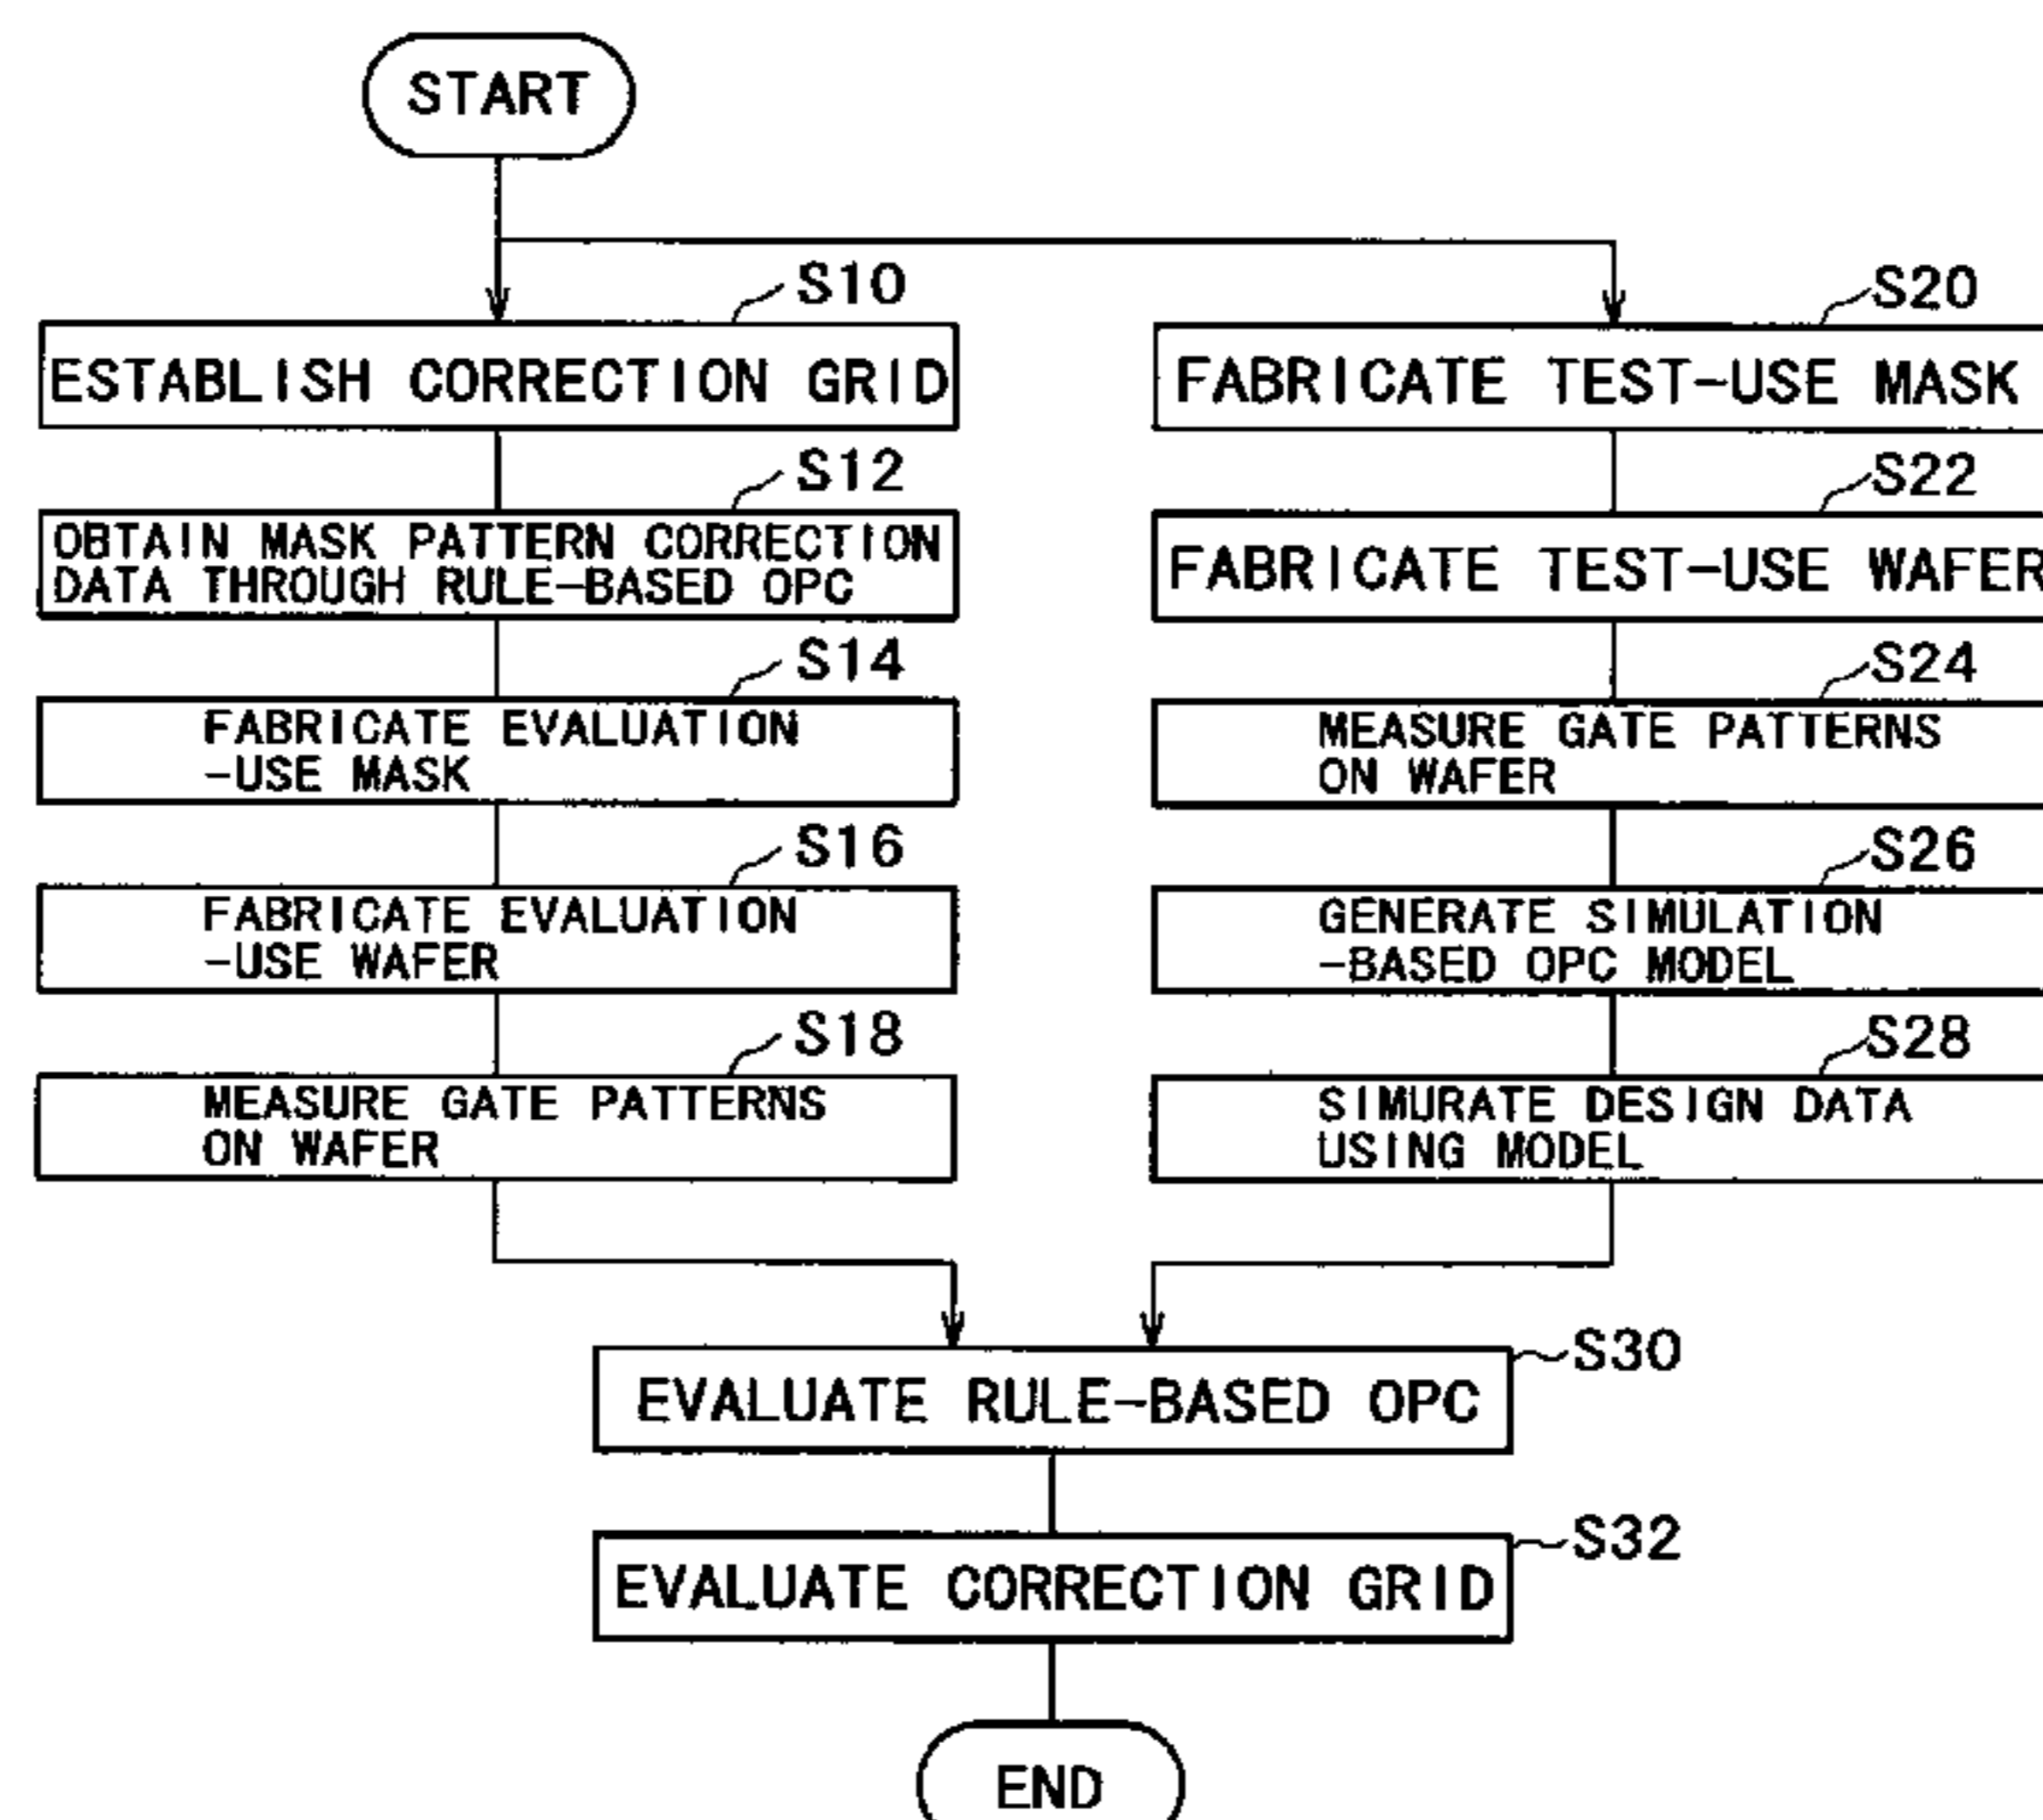 START
S10
ESTABLISH CORRECTION GRID
S12
OBTAIN MASK PATTERN CORRECTION
DATA THROUGH RULE-BASED OPC
S14
FABRICATE EVALUATION
-USE MASK
S16
FABRICATE EVALUATION
-USE WAFER
S18
MEASURE GATE PATTERNS
ON WAFER
S20
FABRICATE TEST-USE MASK
S22
FABRICATE TEST-USE WAFER
S24
MEASURE GATE PATTERNS
ON WAFER
S26
GENERATE SIMULATION
-BASED OPC MODEL
S28
SIMURATE DESIGN DATA
USING MODEL
S30
EVALUATE RULE-BASED OPC
S32
EVALUATE CORRECTION GRID
END